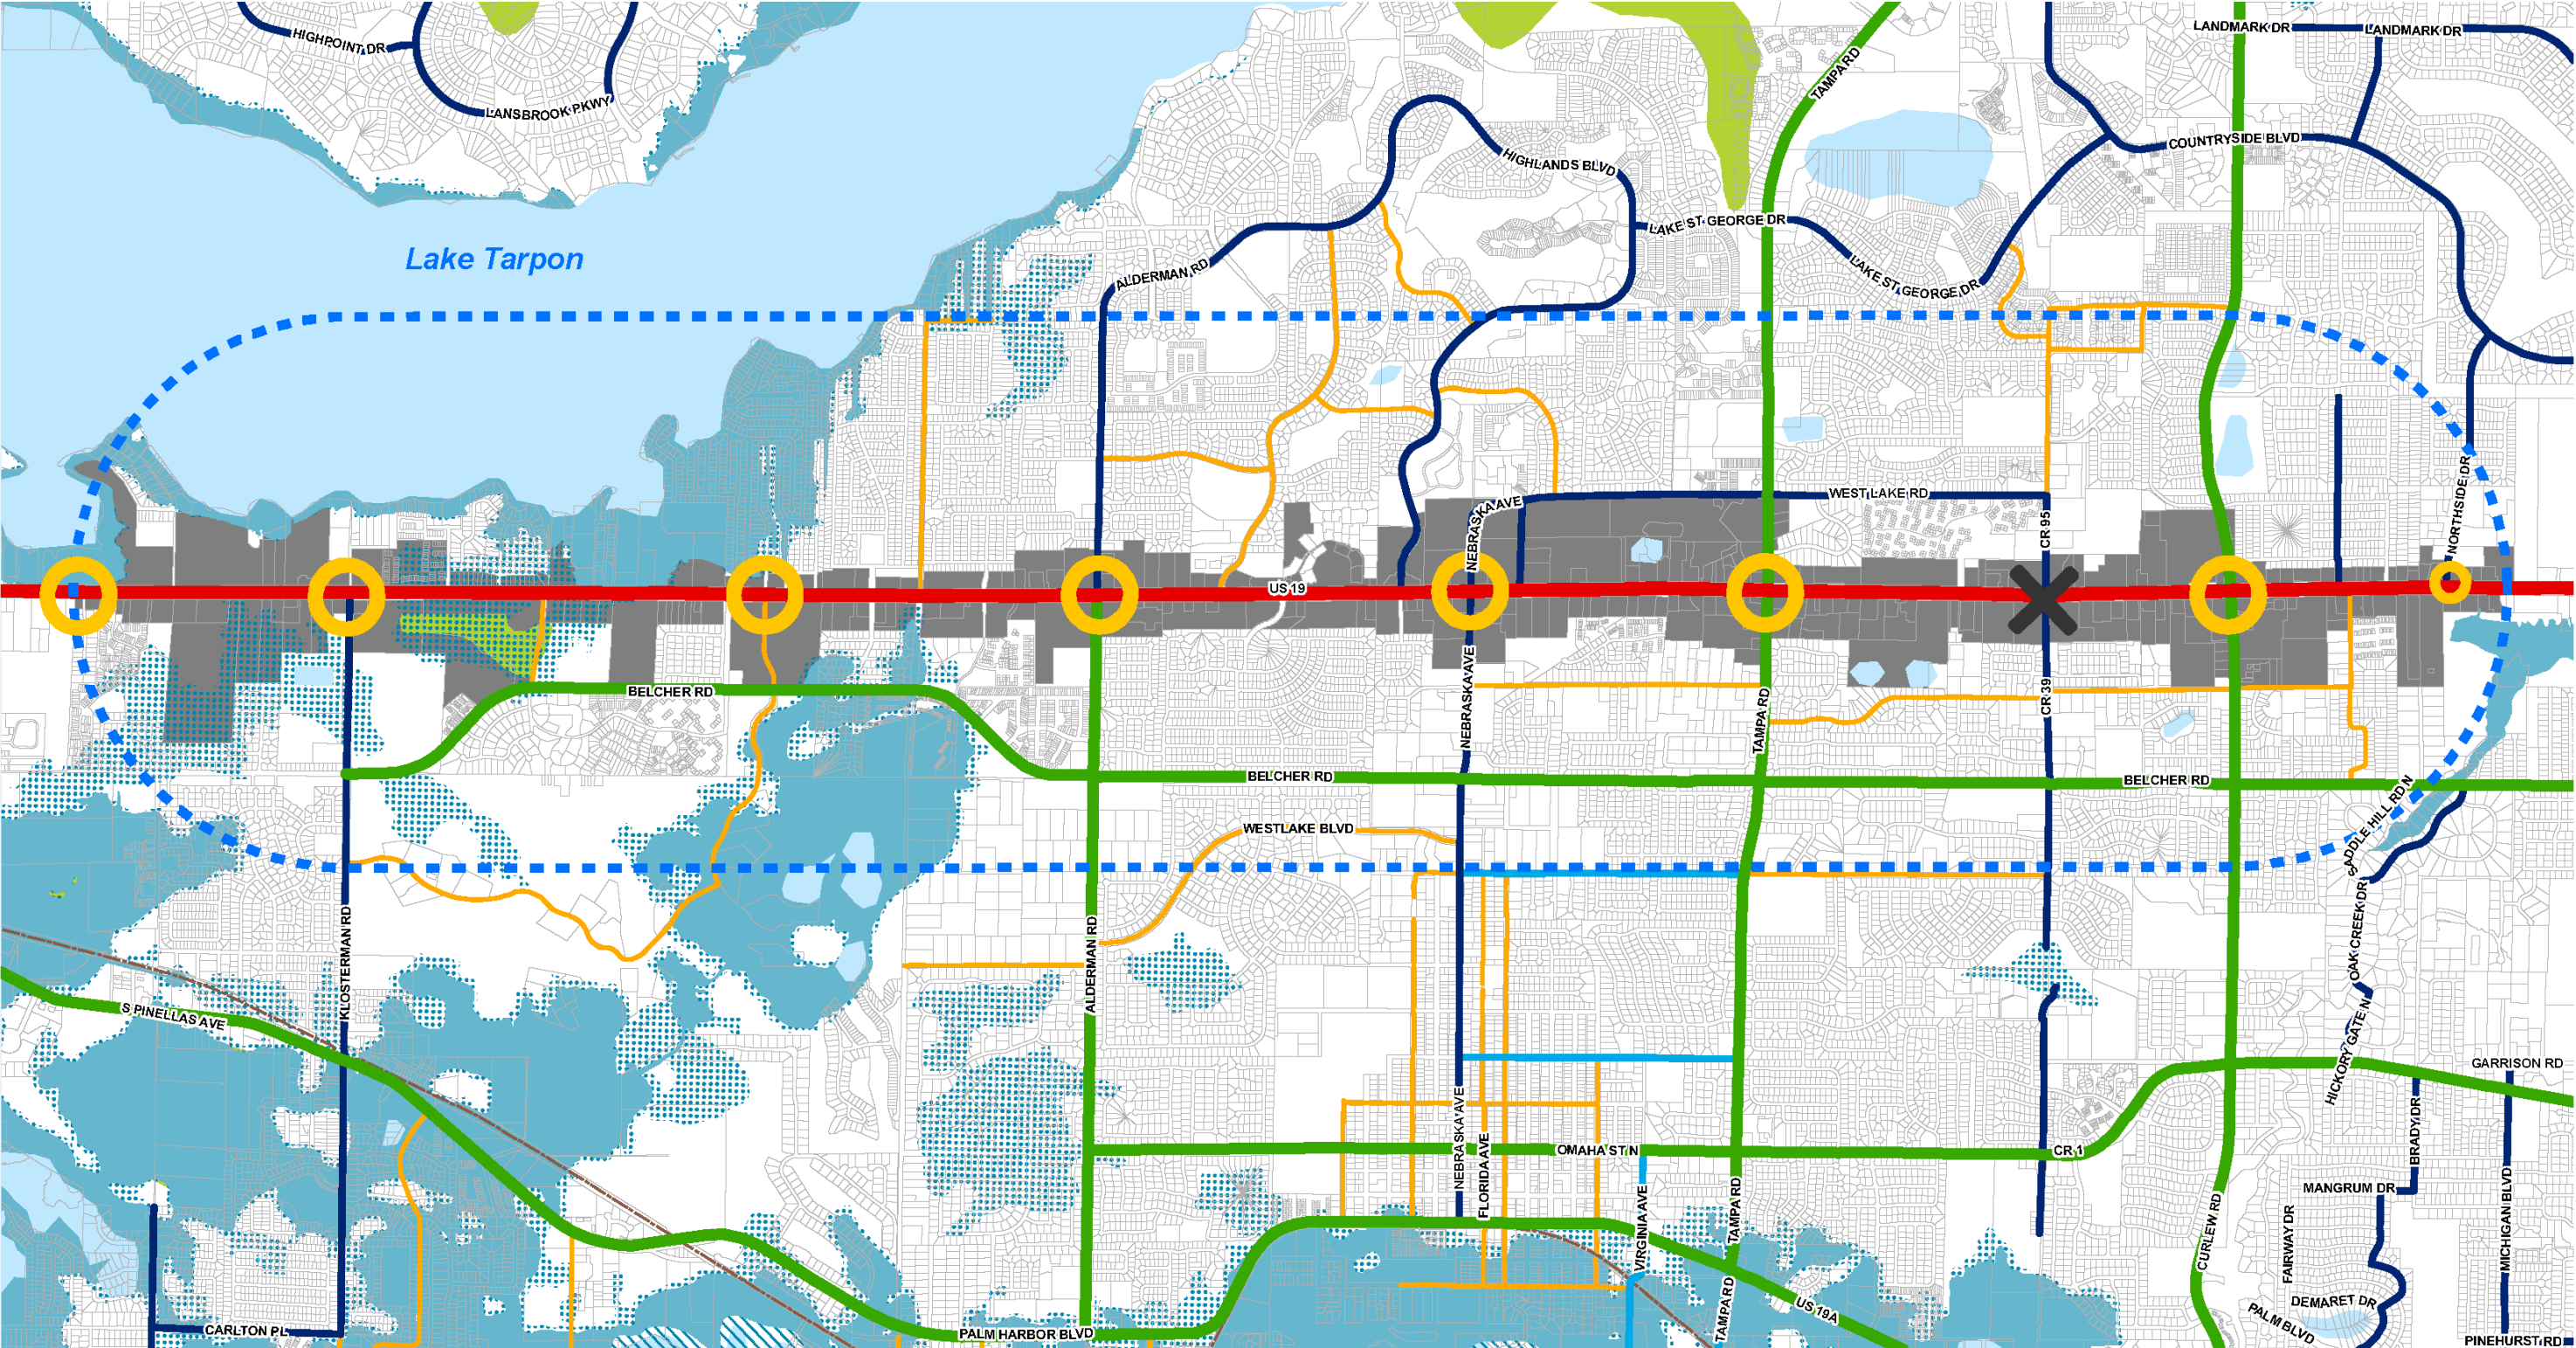 LANDMARK DR
LANDMARK DR
HIGHPOINT DR
TAMPA RD
LANSBROOK PKWY
COUNTRYSIDE BLVD
HIGHLANDS BLVD
LAKE ST GEORGE DR
Lake Tarpon
ALDERMAN RD
LAKE ST GEORGE DR
WEST LAKE RD
NEBRASKA AVE
NORTHSIDE DR
CR 95
NEBRASKA AVE
US 19
BELCHER RD
CR 39
NEBRASKA AVE
TAMPA RD
BELCHER RD
BELCHER RD
WESTLAKE BLVD
SADDLE HILL RD N
KLOSTERMAN RD
ALDERMAN RD
OAK CREEK DR
S PINELLAS AVE
HICKORY GATE N
GARRISON RD
NEBRASKA AVE
FLORIDA AVE
OMAHA ST N
CR 1
BRADY DR
VIRGINIA AVE
TAMPA RD
MANGRUM DR
CURLEW RD
FAIRWAY DR
MICHIGAN BLVD
CARLTON PL
PALM HARBOR BLVD
TAMPA RD
US 19A
DEMARET DR
PALM BLVD
PINEHURST RD